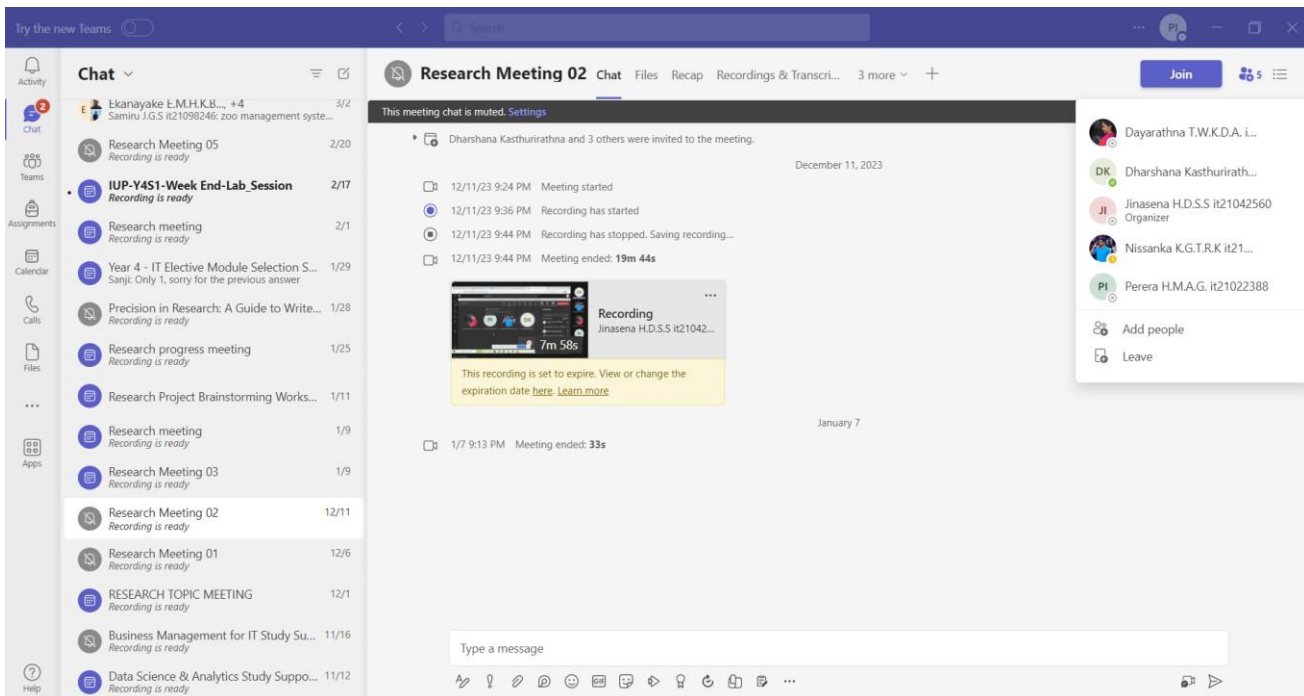 Try the new Teams
Search
PI
Activity
Chat
2
Teams
Assignments
Calendar
Calls
Files
Apps
Help
Chat
E
Ekanayake E.M.H.K.B..., +4 3/2
Samiru J.G.S it21098246: zoo management syste...
Research Meeting 05 2/20
Recording is ready
IUP-Y4S1-Week End-Lab_Session 2/17
Recording is ready
Research meeting 2/1
Recording is ready
Year 4 - IT Elective Module Selection S... 1/29
Sanji: Only 1, sorry for the previous answer
Precision in Research: A Guide to Write... 1/28
Recording is ready
Research progress meeting 1/25
Recording is ready
Research Project Brainstorming Works... 1/11
Research meeting 1/9
Recording is ready
Research Meeting 03 1/9
Recording is ready
Research Meeting 02 12/11
Recording is ready
Research Meeting 01 12/6
Recording is ready
RESEARCH TOPIC MEETING 12/1
Recording is ready
Business Management for IT Study Su... 11/16
Recording is ready
Data Science & Analytics Study Suppo... 11/12
Recording is ready
Research Meeting 02 Chat Files Recap Recordings & Transcri... 3 more
Join 5
This meeting chat is muted. Settings
Dharshana Kasthurirathna and 3 others were invited to the meeting.
December 11, 2023
12/11/23 9:24 PM Meeting started
12/11/23 9:36 PM Recording has started
12/11/23 9:44 PM Recording has stopped. Saving recording...
12/11/23 9:44 PM Meeting ended: 19m 44s
PI DK
7m 58s
Recording
Jinasena H.D.S.S it21042...
This recording is set to expire. View or change the
expiration date here. Learn more
January 7
1/7 9:13 PM Meeting ended: 33s
Type a message
GIF
Dayarathna T.W.K.D.A. i...
DK Dharshana Kasthurirath...
JI Jinasena H.D.S.S it21042560
Organizer
Nissanka K.G.T.R.K it21...
PI Perera H.M.A.G. it21022388
Add people
Leave